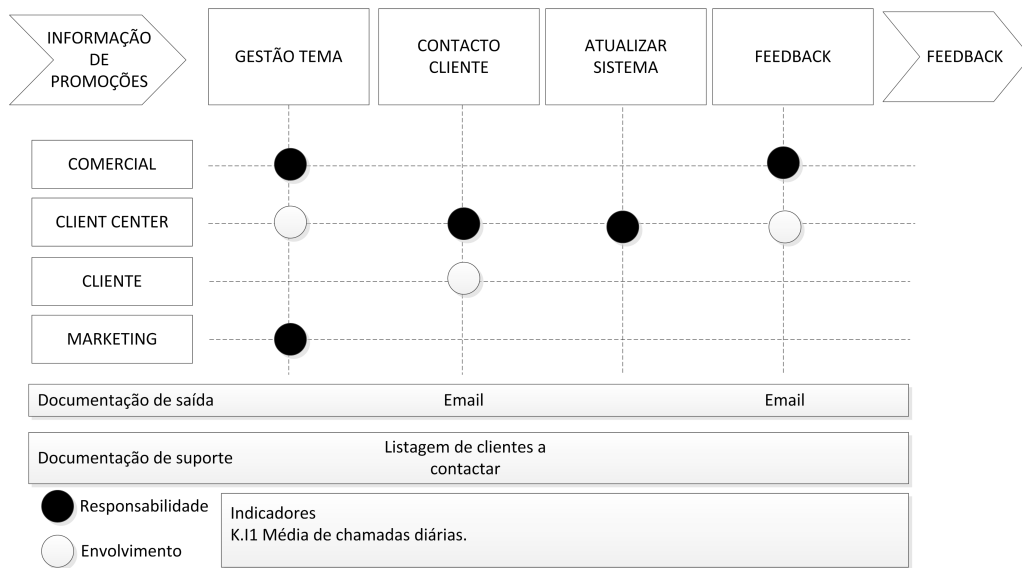 INFORMAÇÃO
DE
PROMOÇÕES
GESTÃO TEMA
CONTACTO
CLIENTE
ATUALIZAR
SISTEMA
FEEDBACK
FEEDBACK
COMERCIAL
CLIENT CENTER
CLIENTE
MARKETING
Documentação de saída
Email
Email
Documentação de suporte
Listagem de clientes a
contactar
Responsabilidade
Envolvimento
Indicadores
K.I1 Média de chamadas diárias.